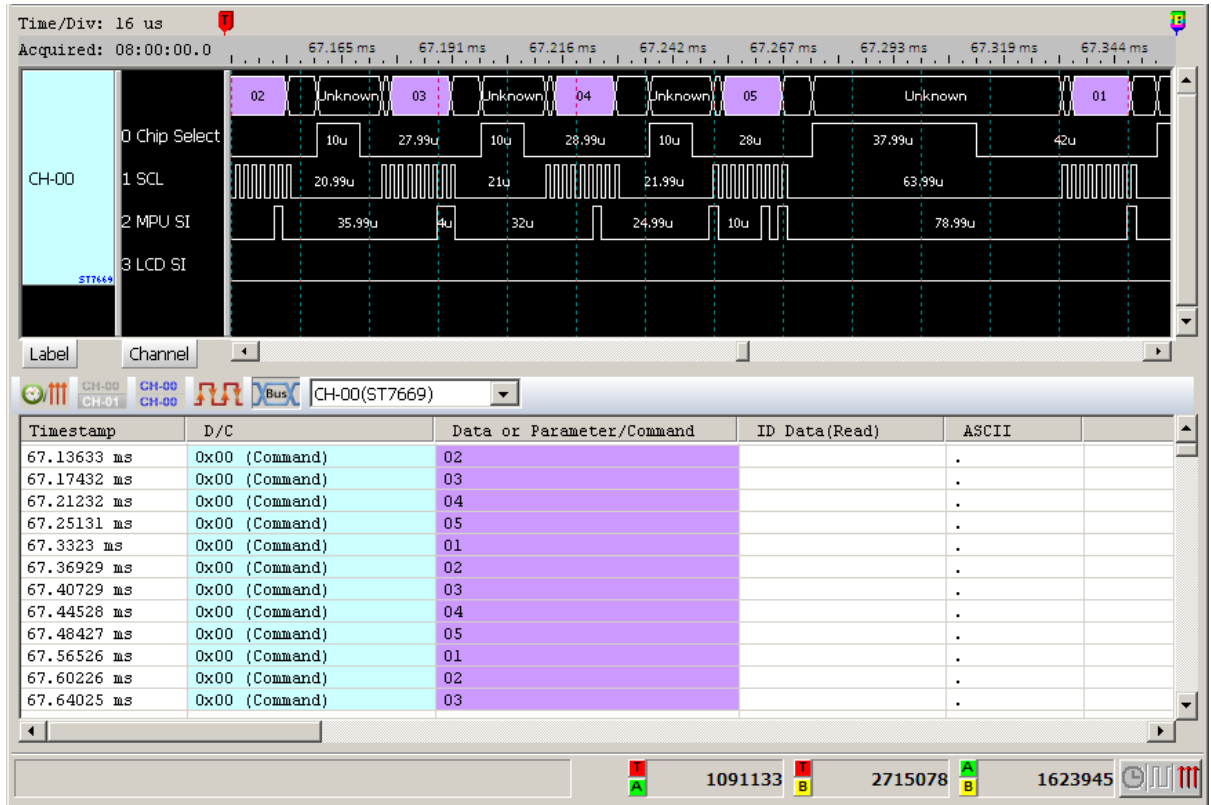 Time/Div: 16 us
T
B
Acquired: 08:00:00.0
67.165 ms 67.191 ms 67.216 ms 67.242 ms 67.267 ms 67.293 ms 67.319 ms 67.344 ms
02 Unknown 03 Unknown 04 Unknown 05 Unknown 01
0 Chip Select 10u 27.99u 10u 28.99u 10u 28u 37.99u 42u
CH-00 1 SCL 20.99u 21u 21.99u 63.99u
2 MPU SI 35.99u 4u 32u 24.99u 10u 78.99u
3 LCD SI
ST7669
Label Channel
CH-00 CH-01 CH-00 CH-00 Bus CH-00(ST7669)
Timestamp D/C Data or Parameter/Command ID Data(Read) ASCII
67.13633 ms 0x00 (Command) 02 .
67.17432 ms 0x00 (Command) 03 .
67.21232 ms 0x00 (Command) 04 .
67.25131 ms 0x00 (Command) 05 .
67.3323 ms 0x00 (Command) 01 .
67.36929 ms 0x00 (Command) 02 .
67.40729 ms 0x00 (Command) 03 .
67.44528 ms 0x00 (Command) 04 .
67.48427 ms 0x00 (Command) 05 .
67.56526 ms 0x00 (Command) 01 .
67.60226 ms 0x00 (Command) 02 .
67.64025 ms 0x00 (Command) 03 .
T A 1091133 T B 2715078 A B 1623945